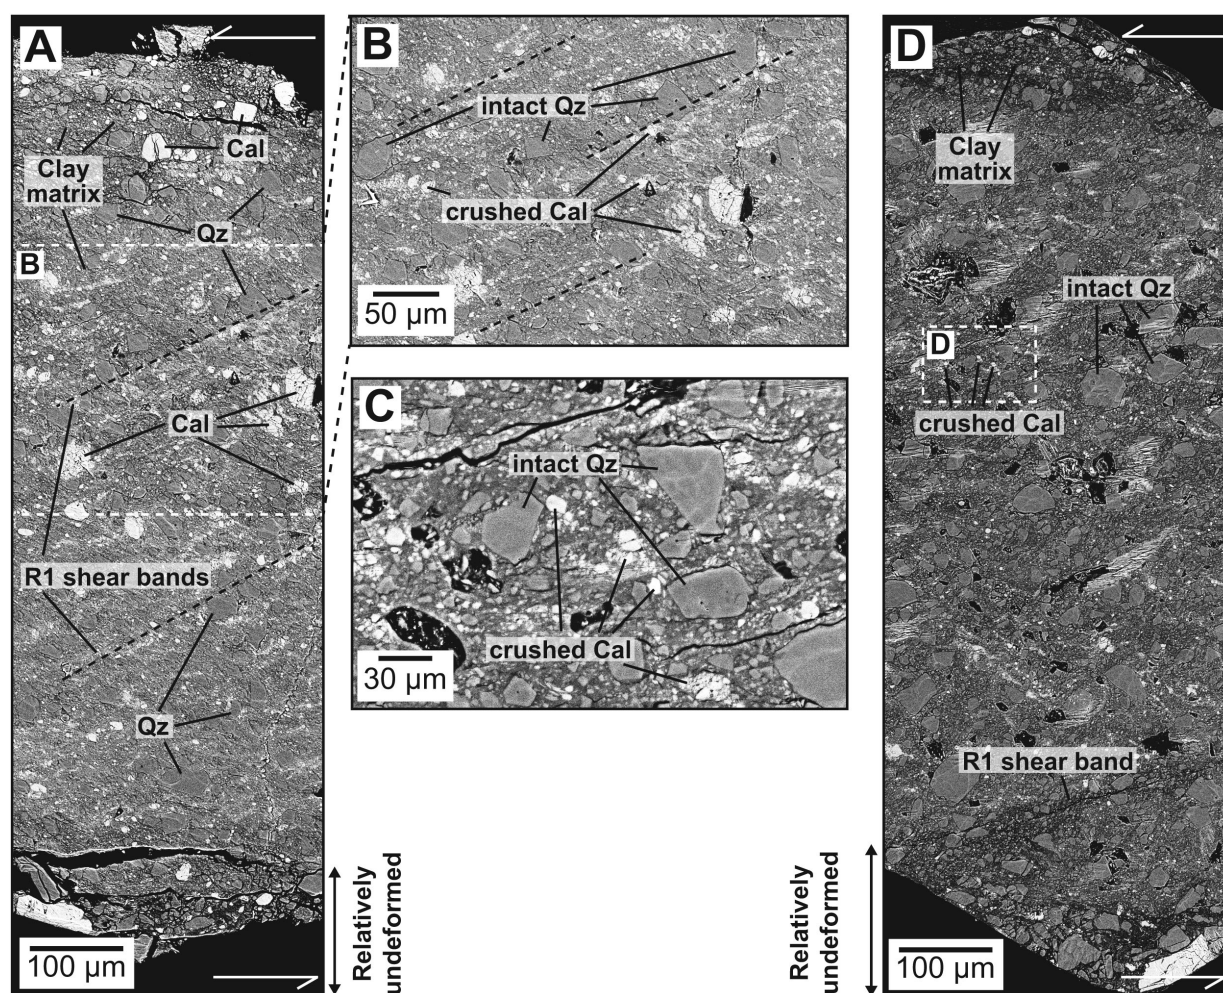 A
Cal
Clay
matrix
Qz
B
Cal
R1 shear bands
Qz
100 µm
Relatively
undeformed
B
intact Qz
crushed Cal
50 µm
C
intact Qz
crushed Cal
30 µm
D
Clay
matrix
intact Qz
D
crushed Cal
R1 shear band
Relatively
undeformed
100 µm